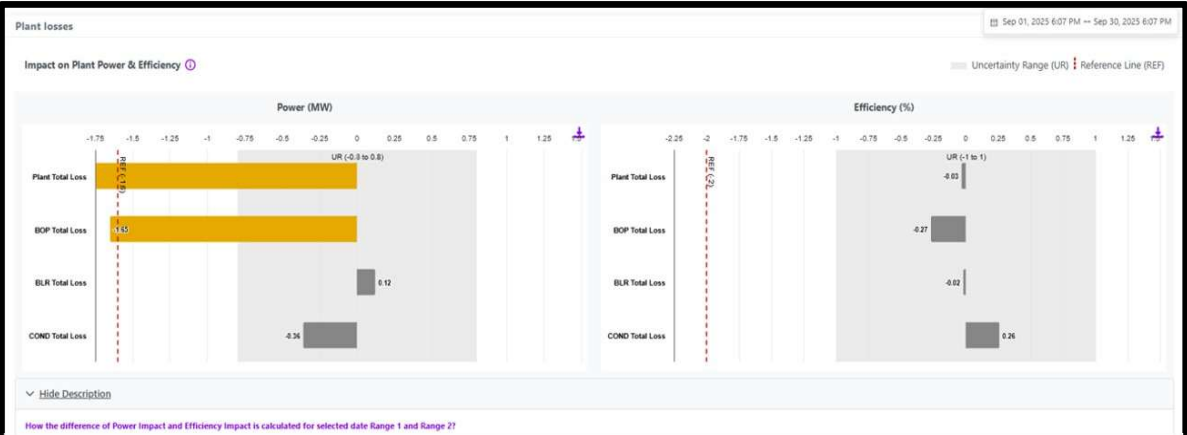 Plant losses
Sep 01, 2025 6:07 PM — Sep 30, 2025 6:07 PM
Impact on Plant Power & Efficiency
Uncertainty Range (UR) Reference Line (REF)
Power (MW)
-1.75 -1.5 -1.25 -1 -0.75 -0.5 -0.25 0 0.25 0.5 0.75 1 1.25
UR (-0.8 to 0.8)
REF (-1.6)
Plant Total Loss
BOP Total Loss
-1.65
BLR Total Loss
0.12
COND Total Loss
-0.36
Efficiency (%)
-2.25 -2 -1.75 -1.5 -1.25 -1 -0.75 -0.5 -0.25 0 0.25 0.5 0.75 1 1.25
UR (-1 to 1)
REF (-2)
Plant Total Loss
-0.03
BOP Total Loss
-0.27
BLR Total Loss
-0.02
COND Total Loss
0.26
Hide Description
How the difference of Power Impact and Efficiency Impact is calculated for selected date Range 1 and Range 2?